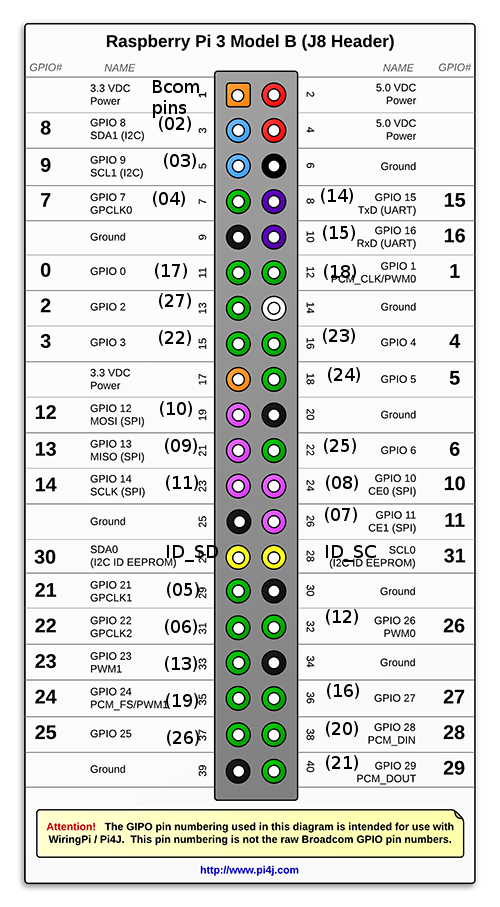 Raspberry Pi 3 Model B (J8 Header)
GPIO# NAME NAME GPIO#
3.3 VDC Bcom 1 2 5.0 VDC
Power pins Power
8 GPIO 8 (02) 3 4 5.0 VDC
SDA1 (I2C) Power
9 GPIO 9 (03) 5 6 Ground
SCL1 (I2C)
7 GPIO 7 (04) 7 8 (14) GPIO 15 15
GPCLK0 TxD (UART)
Ground 9 10 (15) GPIO 16 16
RxD (UART)
0 GPIO 0 (17) 11 12 (18) GPIO 1 1
PCM_CLK/PWM0
2 GPIO 2 (27) 13 14 Ground
3 GPIO 3 (22) 15 16 (23) GPIO 4 4
3.3 VDC 17 18 (24) GPIO 5 5
Power
12 GPIO 12 (10) 19 20 Ground
MOSI (SPI)
13 GPIO 13 (09) 21 22 (25) GPIO 6 6
MISO (SPI)
14 GPIO 14 (11) 23 24 (08) GPIO 10 10
SCLK (SPI) CE0 (SPI)
Ground 25 26 (07) GPIO 11 11
CE1 (SPI)
30 SDA0 ID_SD 28 ID_SC SCL0 31
(I2C ID EEPROM) (I2C ID EEPROM)
21 GPIO 21 (05) 29 30 Ground
GPCLK1
22 GPIO 22 (06) 31 32 (12) GPIO 26 26
GPCLK2 PWM0
23 GPIO 23 (13) 33 34 Ground
PWM1
24 GPIO 24 (19) 35 36 (16) GPIO 27 27
PCM_FS/PWM1
25 GPIO 25 (26) 37 38 (20) GPIO 28 28
PCM_DIN
Ground 39 40 (21) GPIO 29 29
PCM_DOUT
Attention! The GIPO pin numbering used in this diagram is intended for use with
WiringPi / Pi4J. This pin numbering is not the raw Broadcom GPIO pin numbers.
http://www.pi4j.com